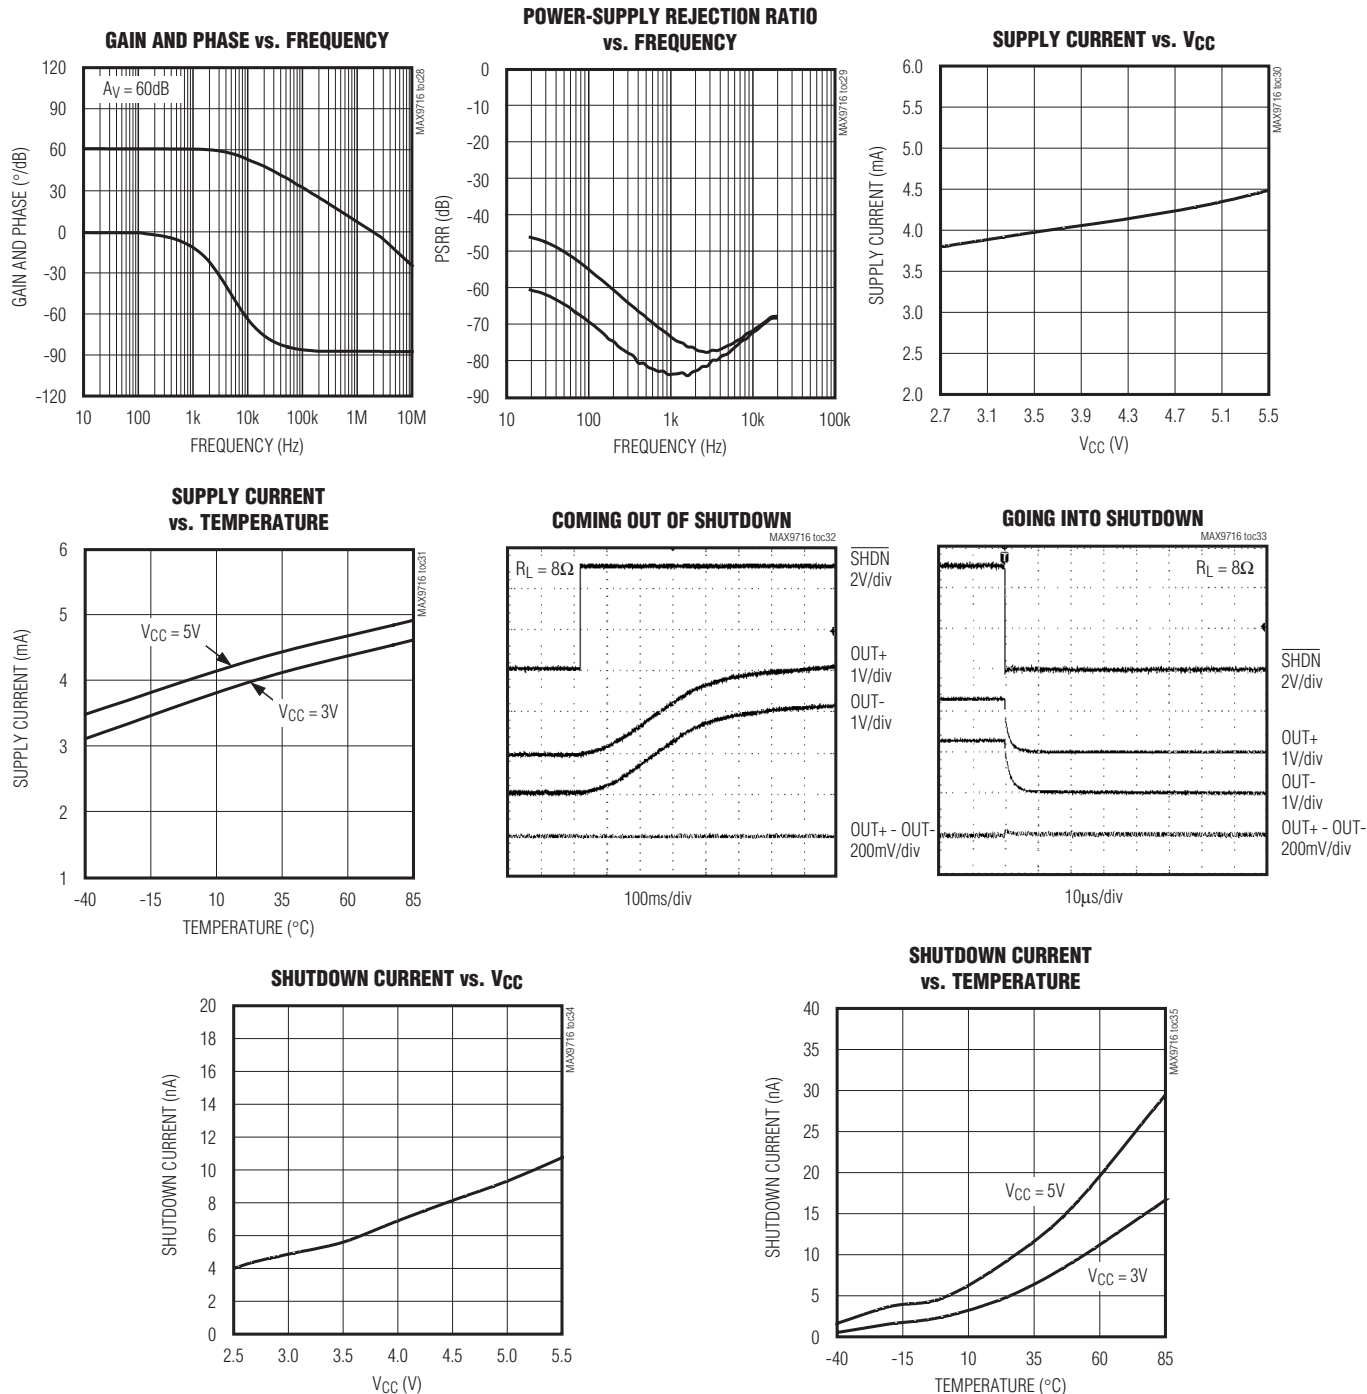 GAIN AND PHASE vs. FREQUENCY
AV = 60dB
MAX9716 toc28
GAIN AND PHASE (°/dB)
120
90
60
30
0
-30
-60
-90
-120
10 100 1k 10k 100k 1M 10M
FREQUENCY (Hz)
POWER-SUPPLY REJECTION RATIO
vs. FREQUENCY
MAX9716 toc29
PSRR (dB)
0
-10
-20
-30
-40
-50
-60
-70
-80
-90
10 100 1k 10k 100k
FREQUENCY (Hz)
SUPPLY CURRENT vs. VCC
MAX9716 toc30
SUPPLY CURRENT (mA)
6.0
5.5
5.0
4.5
4.0
3.5
3.0
2.5
2.0
2.7 3.1 3.5 3.9 4.3 4.7 5.1 5.5
VCC (V)
SUPPLY CURRENT
vs. TEMPERATURE
MAX9716 toc31
SUPPLY CURRENT (mA)
6
5
4
3
2
1
VCC = 5V
VCC = 3V
-40 -15 10 35 60 85
TEMPERATURE (°C)
COMING OUT OF SHUTDOWN
MAX9716 toc32
RL = 8Ω
SHDN
2V/div
OUT+
1V/div
OUT-
1V/div
OUT+ - OUT-
200mV/div
100ms/div
GOING INTO SHUTDOWN
MAX9716 toc33
T
RL = 8Ω
SHDN
2V/div
OUT+
1V/div
OUT-
1V/div
OUT+ - OUT-
200mV/div
10μs/div
SHUTDOWN CURRENT vs. VCC
MAX9716 toc34
SHUTDOWN CURRENT (nA)
20
18
16
14
12
10
8
6
4
2
0
2.5 3.0 3.5 4.0 4.5 5.0 5.5
VCC (V)
SHUTDOWN CURRENT
vs. TEMPERATURE
MAX9716 toc35
SHUTDOWN CURRENT (nA)
40
35
30
25
20
15
10
5
0
VCC = 5V
VCC = 3V
-40 -15 10 35 60 85
TEMPERATURE (°C)